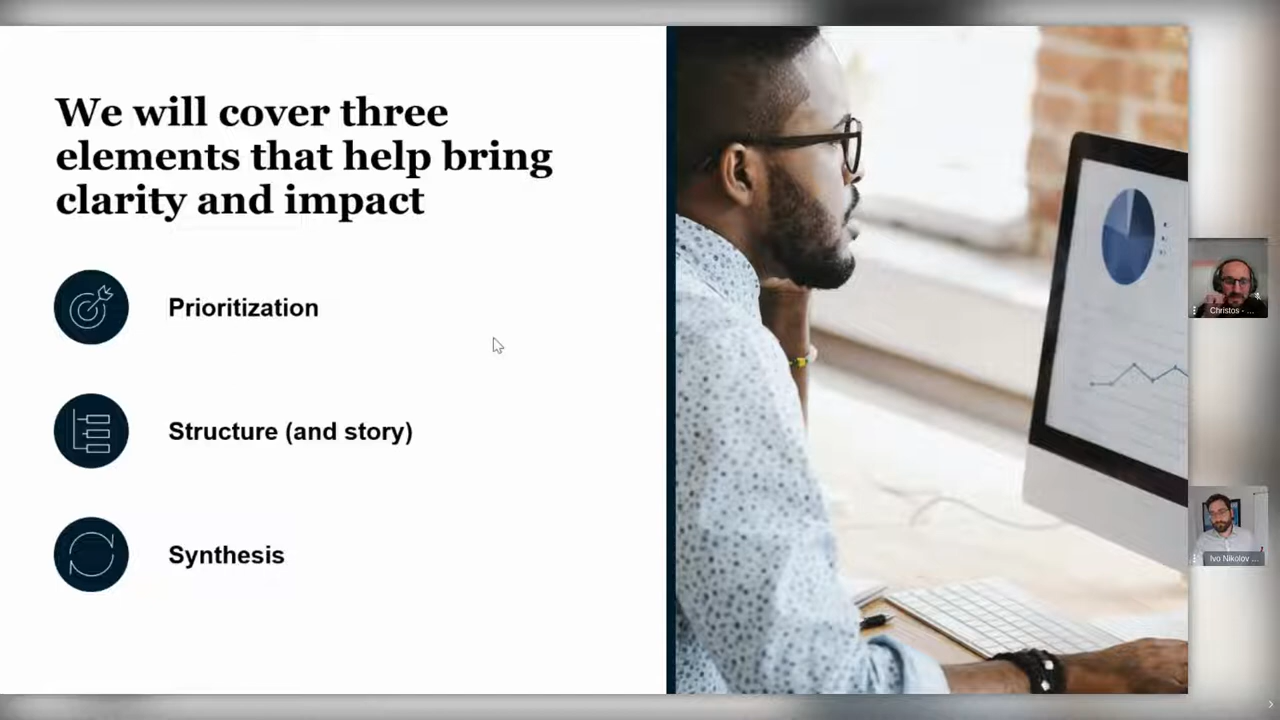 We will cover three
elements that help bring
clarity and impact
Prioritization
Structure (and story)
Synthesis
Christos - ...
Ivo Nikolov ...